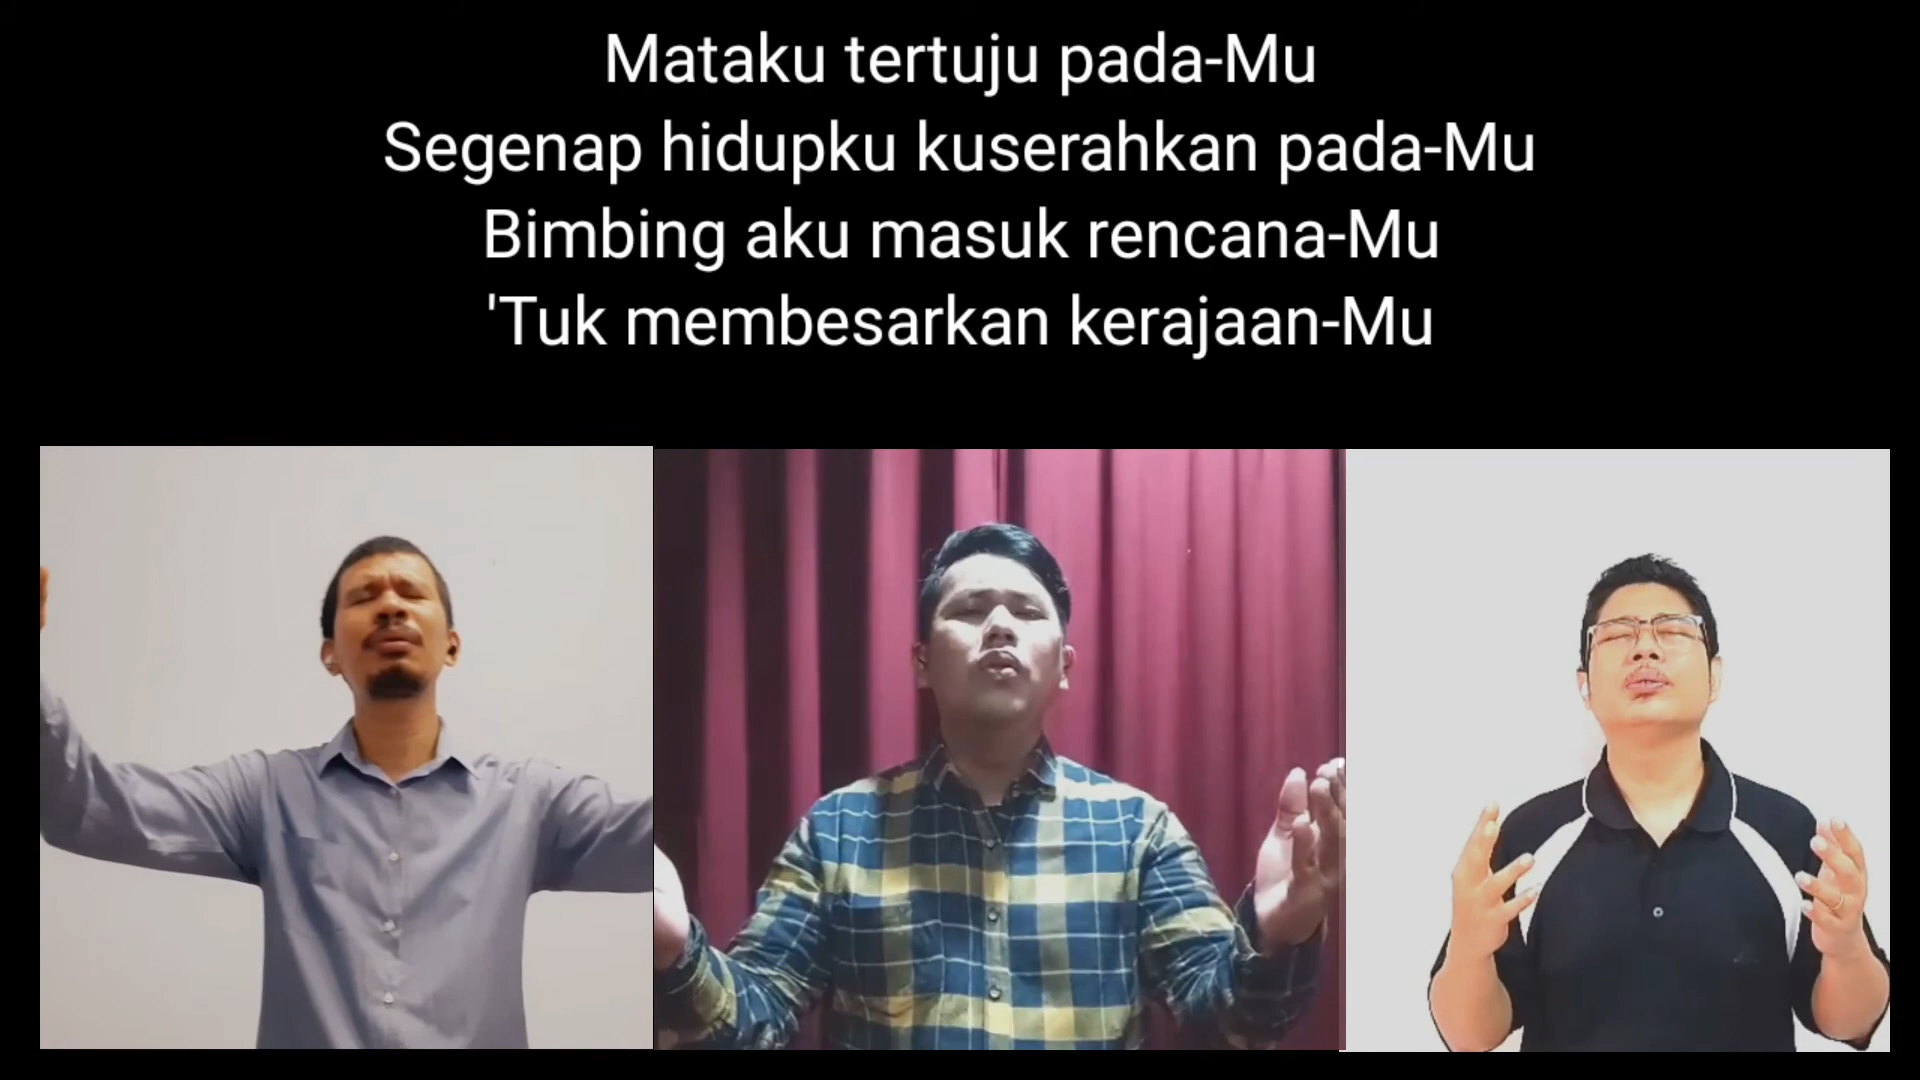 Mataku tertuju pada-Mu
Segenap hidupku kuserahkan pada-Mu
Bimbing aku masuk rencana-Mu
'Tuk membesarkan kerajaan-Mu